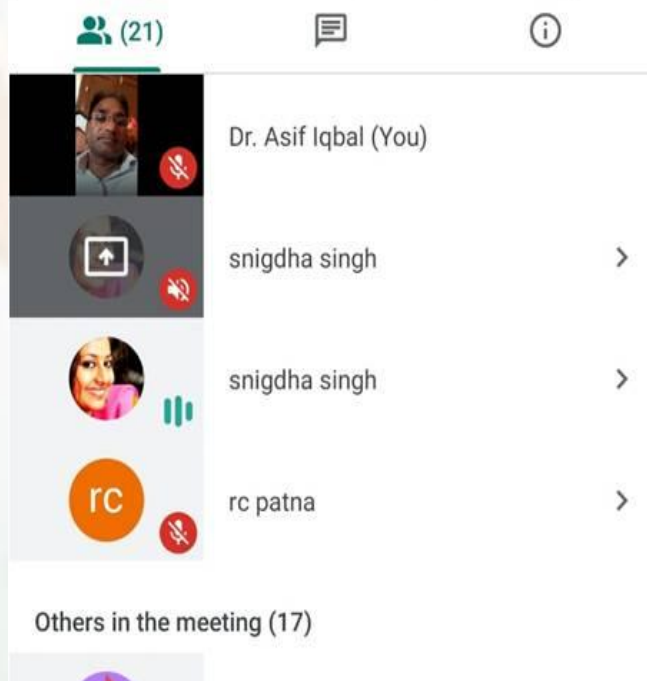 (21)
Dr. Asif Iqbal (You)
snigdha singh
snigdha singh
rc
rc patna
Others in the meeting (17)